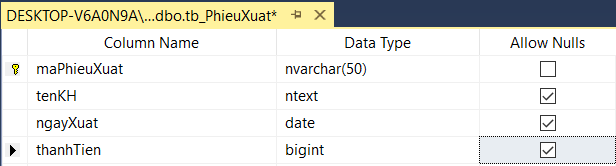 DESKTOP-V6A0N9A\...dbo.tb_PhieuXuat*
Column Name Data Type Allow Nulls
maPhieuXuat nvarchar(50)
tenKH ntext
ngayXuat date
thanhTien bigint